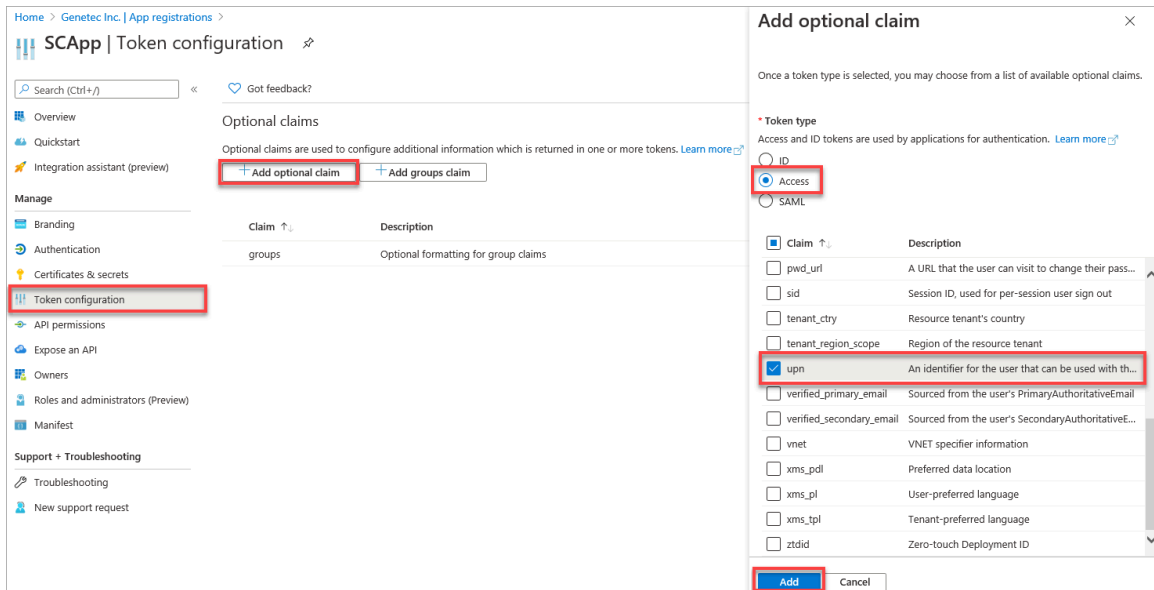 Home > Genetec Inc. | App registrations >
SCApp | Token configuration
Search (Ctrl+/)
«
Overview
Quickstart
Integration assistant (preview)
Manage
Branding
Authentication
Certificates & secrets
Token configuration
API permissions
Expose an API
Owners
Roles and administrators (Preview)
Manifest
Support + Troubleshooting
Troubleshooting
New support request
Got feedback?
Optional claims
Optional claims are used to configure additional information which is returned in one or more tokens. Learn more
+ Add optional claim + Add groups claim
Claim ↑↓ Description
groups Optional formatting for group claims
Add optional claim
Once a token type is selected, you may choose from a list of available optional claims.
* Token type
Access and ID tokens are used by applications for authentication. Learn more
ID
Access
SAML
Claim ↑↓ Description
pwd_url A URL that the user can visit to change their pass...
sid Session ID, used for per-session user sign out
tenant_ctry Resource tenant's country
tenant_region_scope Region of the resource tenant
upn An identifier for the user that can be used with th...
verified_primary_email Sourced from the user's PrimaryAuthoritativeEmail
verified_secondary_email Sourced from the user's SecondaryAuthoritativeE...
vnet VNET specifier information
xms_pdl Preferred data location
xms_pl User-preferred language
xms_tpl Tenant-preferred language
ztdid Zero-touch Deployment ID
Add Cancel